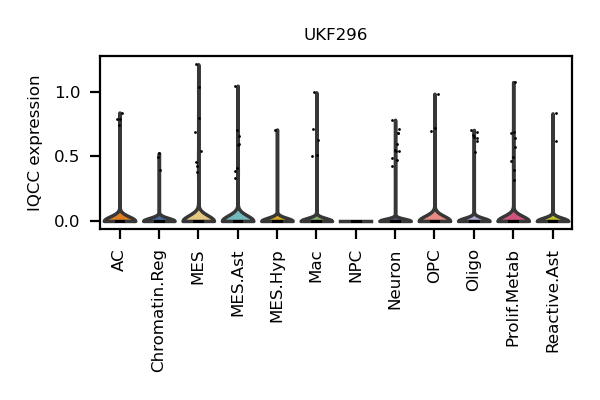 UKF296
IQCC expression
1.0
0.5
0.0
AC
Chromatin.Reg
MES
MES.Ast
MES.Hyp
Mac
NPC
Neuron
OPC
Oligo
Prolif.Metab
Reactive.Ast